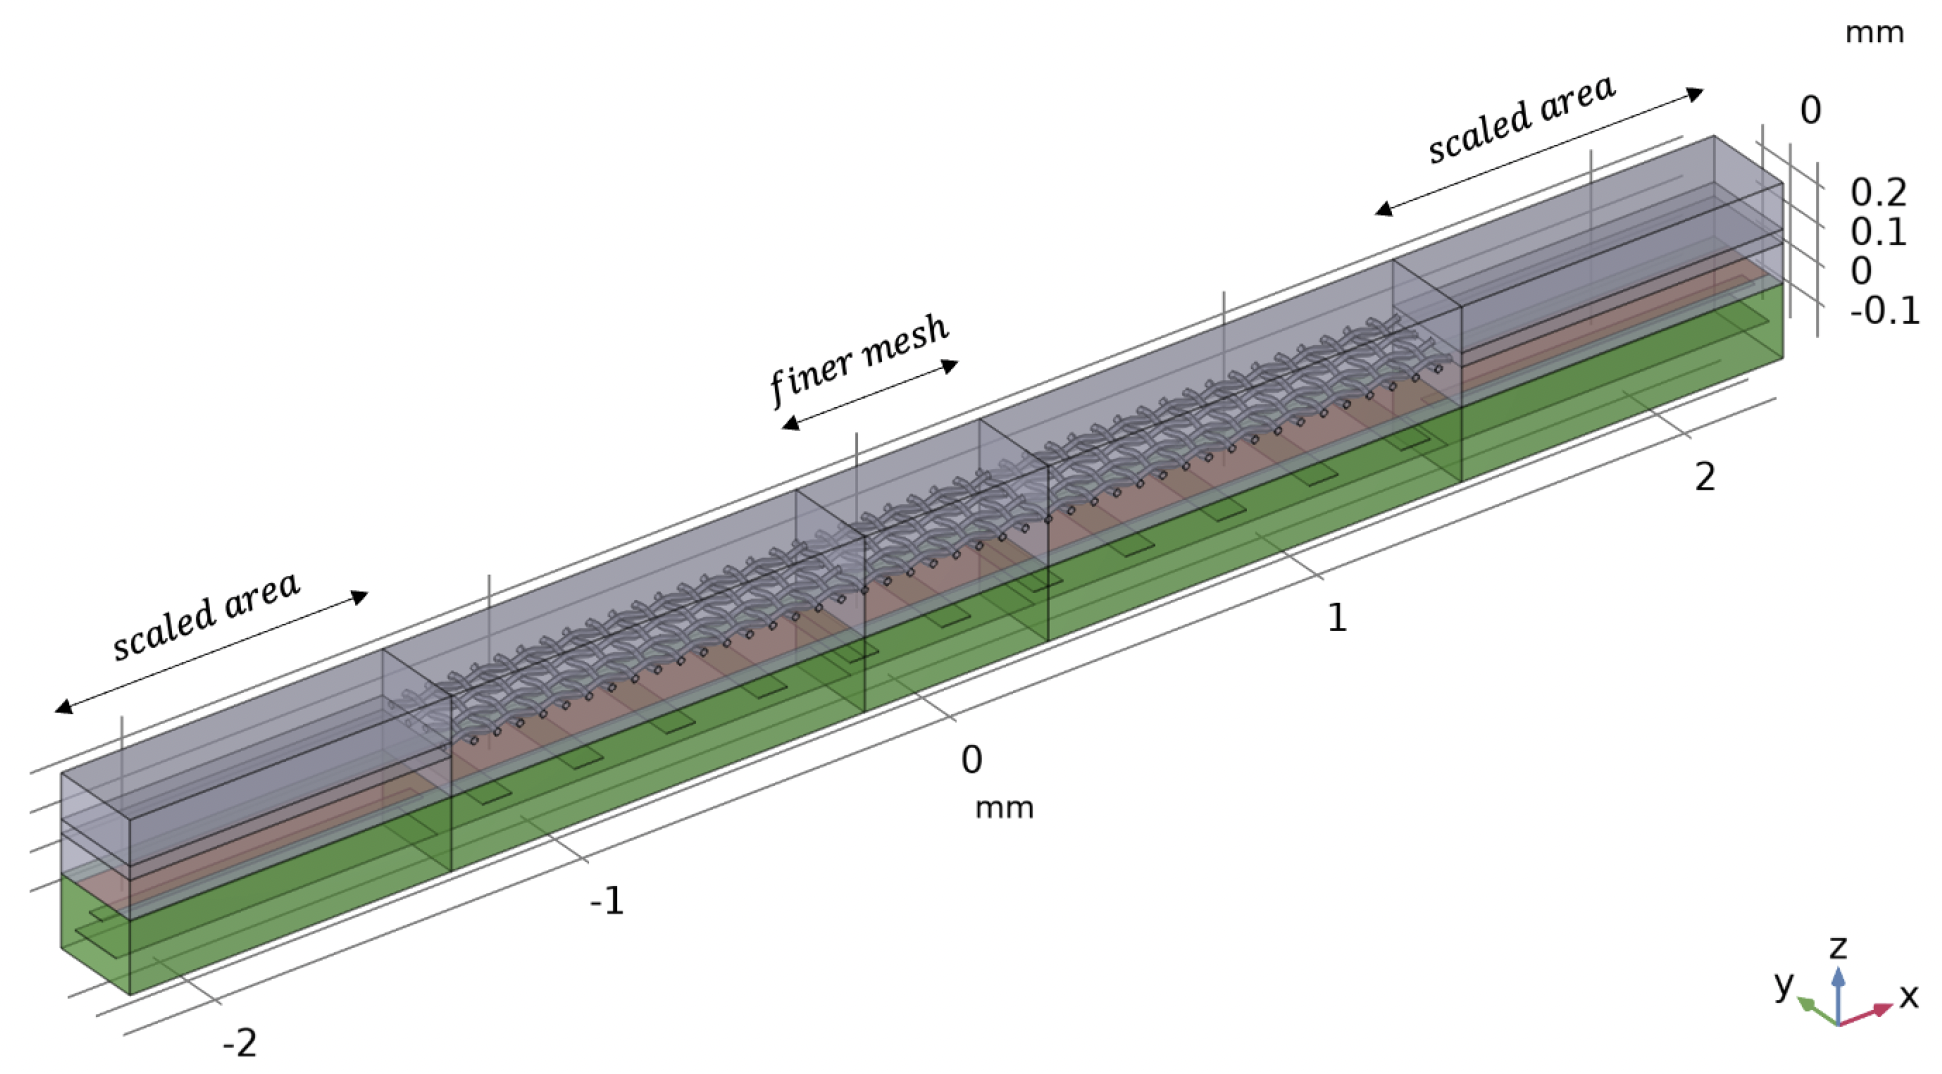 mm
scaled area
0
0.2
0.1
0
-0.1
finer mesh
2
scaled area
1
0
mm
-1
-2
z
y
x